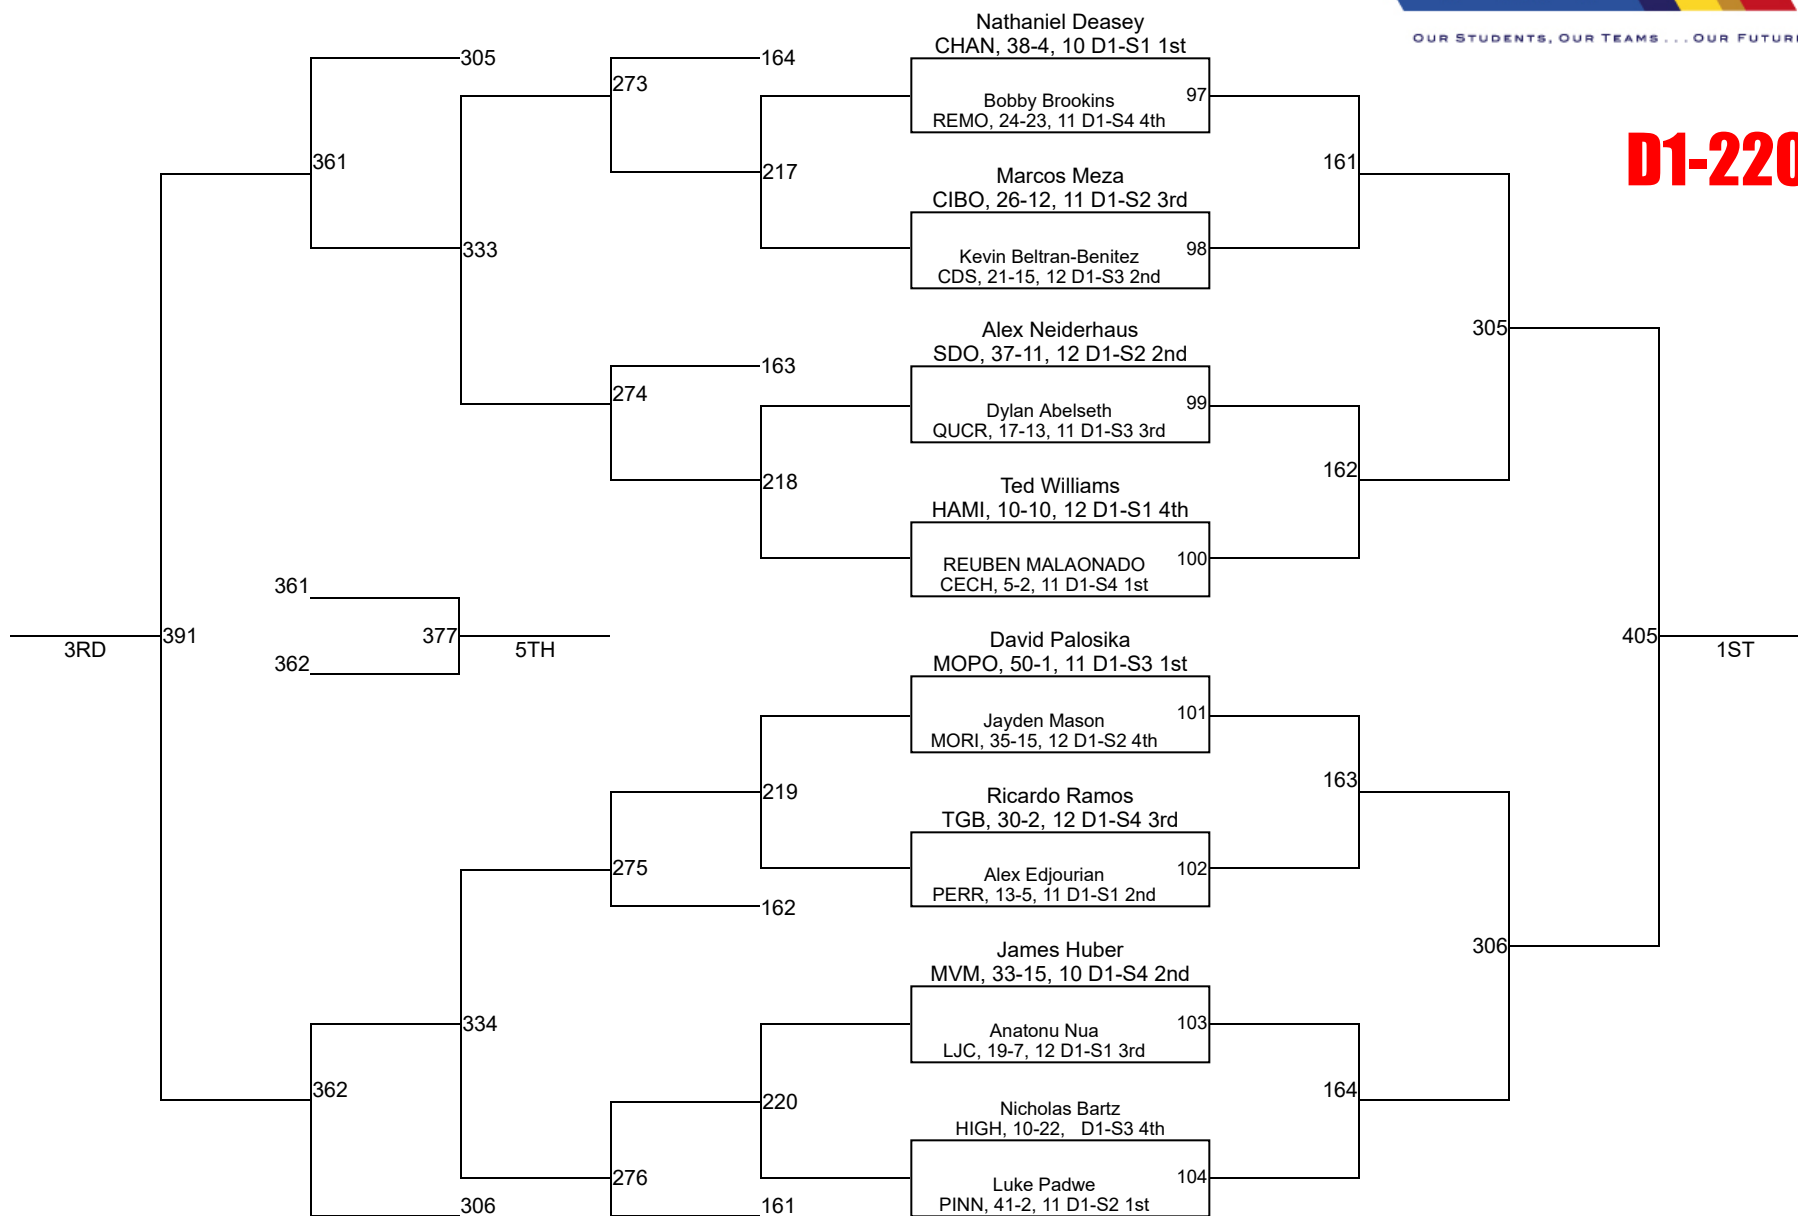 OUR STUDENTS, OUR TEAMS . . . OUR FUTURE
D1-220
Nathaniel Deasey
CHAN, 38-4, 10 D1-S1 1st
Bobby Brookins
REMO, 24-23, 11 D1-S4 4th
97
Marcos Meza
CIBO, 26-12, 11 D1-S2 3rd
Kevin Beltran-Benitez
CDS, 21-15, 12 D1-S3 2nd
98
Alex Neiderhaus
SDO, 37-11, 12 D1-S2 2nd
Dylan Abelseth
QUCR, 17-13, 11 D1-S3 3rd
99
Ted Williams
HAMI, 10-10, 12 D1-S1 4th
REUBEN MALAONADO
CECH, 5-2, 11 D1-S4 1st
100
David Palosika
MOPO, 50-1, 11 D1-S3 1st
Jayden Mason
MORI, 35-15, 12 D1-S2 4th
101
Ricardo Ramos
TGB, 30-2, 12 D1-S4 3rd
Alex Edjourian
PERR, 13-5, 11 D1-S1 2nd
102
James Huber
MVM, 33-15, 10 D1-S4 2nd
Anatonu Nua
LJC, 19-7, 12 D1-S1 3rd
103
Nicholas Bartz
HIGH, 10-22, D1-S3 4th
Luke Padwe
PINN, 41-2, 11 D1-S2 1st
104
161
162
163
164
305
306
405
1ST
164
217
163
218
219
162
220
161
273
274
275
276
305
333
334
306
361
362
361
362
377
5TH
391
3RD